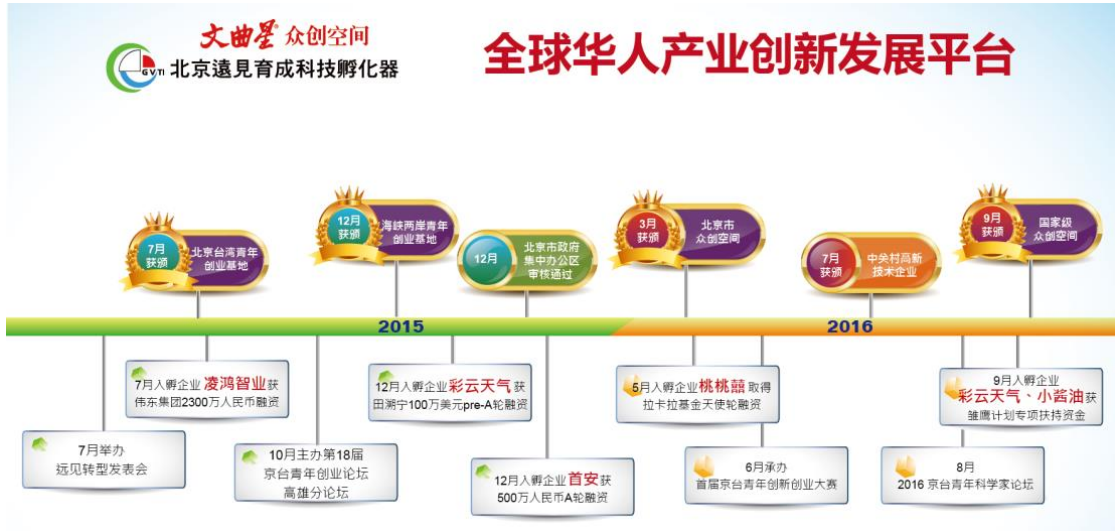 文曲星 众创空间
GVTI 北京遠見育成科技孵化器
全球华人产业创新发展平台
7月
获颁
北京台湾青年
创业基地
12月
获颁
海峡两岸青年
创业基地
12月
北京市政府
集中办公区
审核通过
3月
获颁
北京市
众创空间
7月
获颁
中关村高新
技术企业
9月
获颁
国家级
众创空间
2015
2016
7月入孵企业 凌鸿智业 获
伟东集团2300万人民币融资
12月入孵企业 彩云天气 获
田溯宁100万美元pre-A轮融资
5月入孵企业 桃桃囍 取得
拉卡拉基金天使轮融资
9月入孵企业
彩云天气、小酱油 获
雏鹰计划专项扶持资金
7月举办
远见转型发表会
10月主办第18届
京台青年创业论坛
高雄分论坛
12月入孵企业 首安 获
500万人民币A轮融资
6月承办
首届京台青年创新创业大赛
8月
2016 京台青年科学家论坛